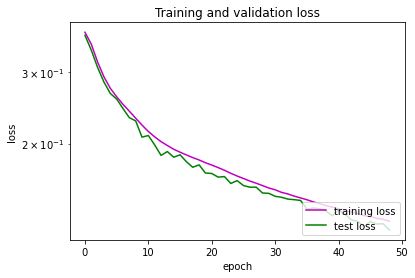 Training and validation loss
3 × 10⁻¹
2 × 10⁻¹
loss
0 10 20 30 40 50
epoch
training loss
test loss